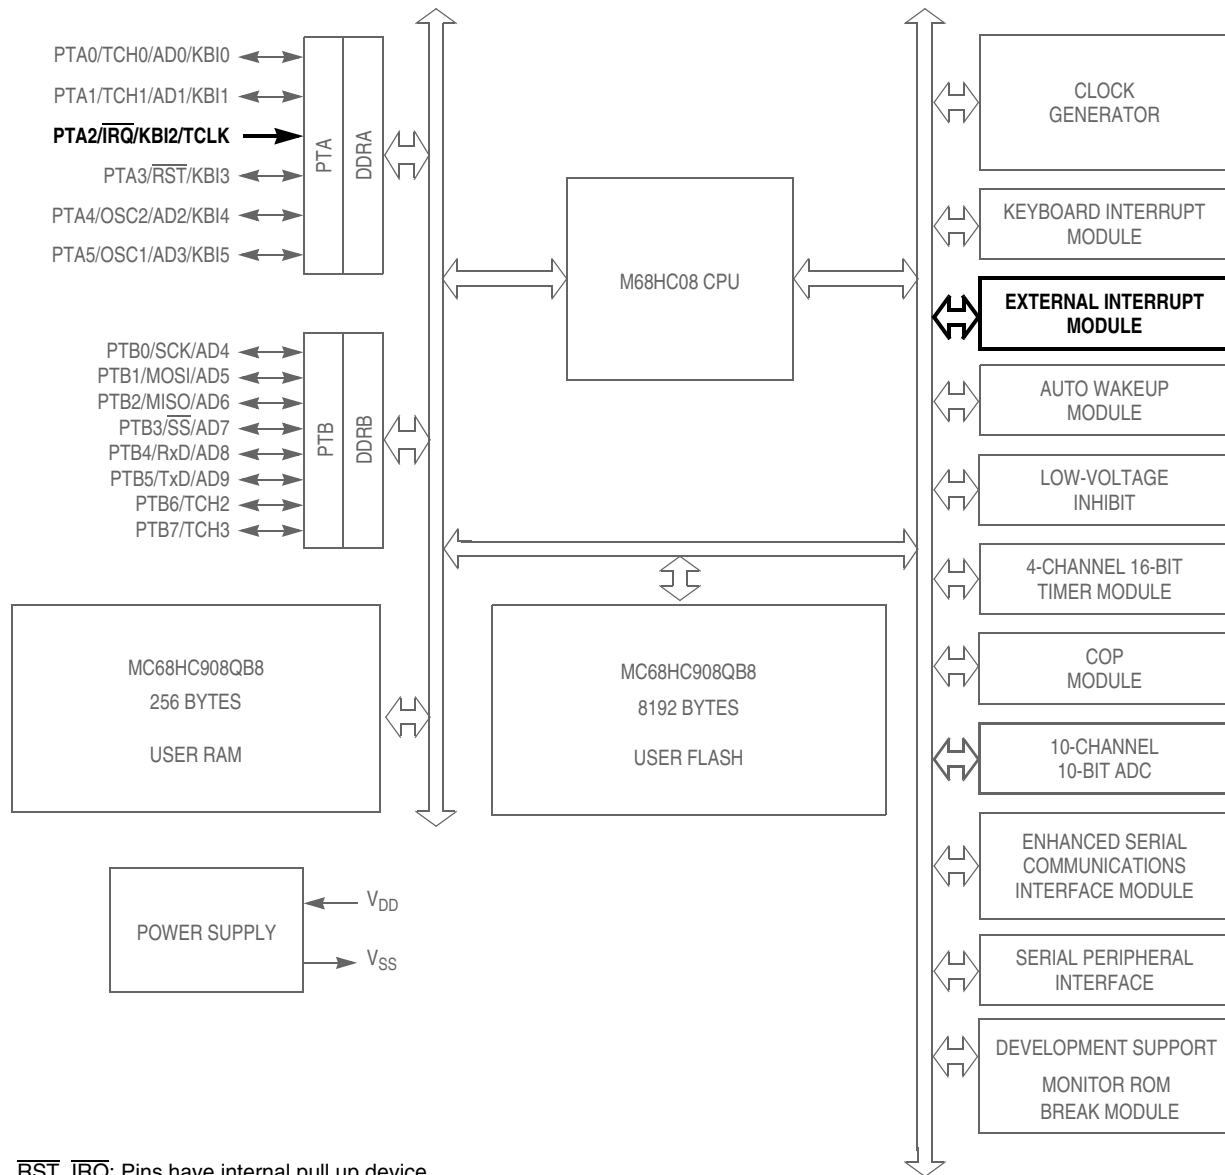 PTA0/TCH0/AD0/KBI0
PTA1/TCH1/AD1/KBI1
PTA2/IRQ/KBI2/TCLK
PTA3/RST/KBI3
PTA4/OSC2/AD2/KBI4
PTA5/OSC1/AD3/KBI5
PTA
DDRA
PTB0/SCK/AD4
PTB1/MOSI/AD5
PTB2/MISO/AD6
PTB3/SS/AD7
PTB4/RxD/AD8
PTB5/TxD/AD9
PTB6/TCH2
PTB7/TCH3
PTB
DDRB
M68HC08 CPU
MC68HC908QB8
256 BYTES
USER RAM
MC68HC908QB8
8192 BYTES
USER FLASH
POWER SUPPLY
VDD
VSS
CLOCK
GENERATOR
KEYBOARD INTERRUPT
MODULE
EXTERNAL INTERRUPT
MODULE
AUTO WAKEUP
MODULE
LOW-VOLTAGE
INHIBIT
4-CHANNEL 16-BIT
TIMER MODULE
COP
MODULE
10-CHANNEL
10-BIT ADC
ENHANCED SERIAL
COMMUNICATIONS
INTERFACE MODULE
SERIAL PERIPHERAL
INTERFACE
DEVELOPMENT SUPPORT
MONITOR ROM
BREAK MODULE
RST, IRQ: Pins have internal pull up device